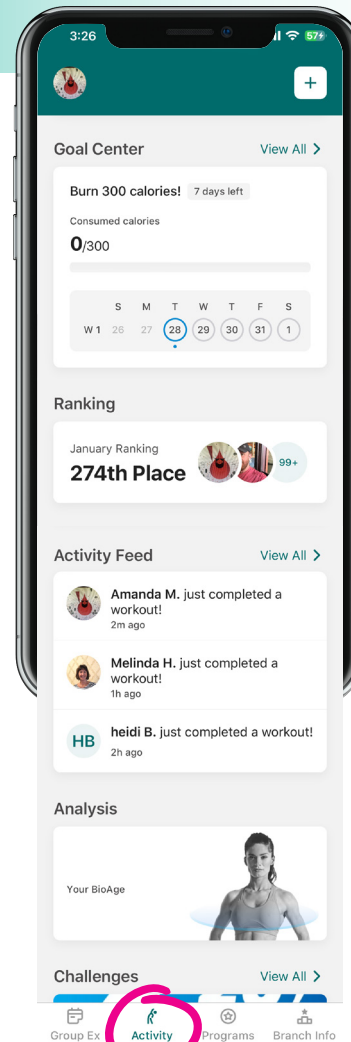 3:26
57
+
Goal Center View All >
Burn 300 calories! 7 days left
Consumed calories
0/300
S M T W T F S
W 1 26 27 28 29 30 31 1
Ranking
January Ranking
274th Place
99+
Activity Feed View All >
Amanda M. just completed a
workout!
2m ago
Melinda H. just completed a
workout!
1h ago
HB
heidi B. just completed a workout!
2h ago
Analysis
Your BioAge
Challenges View All >
Group Ex Activity Programs Branch Info